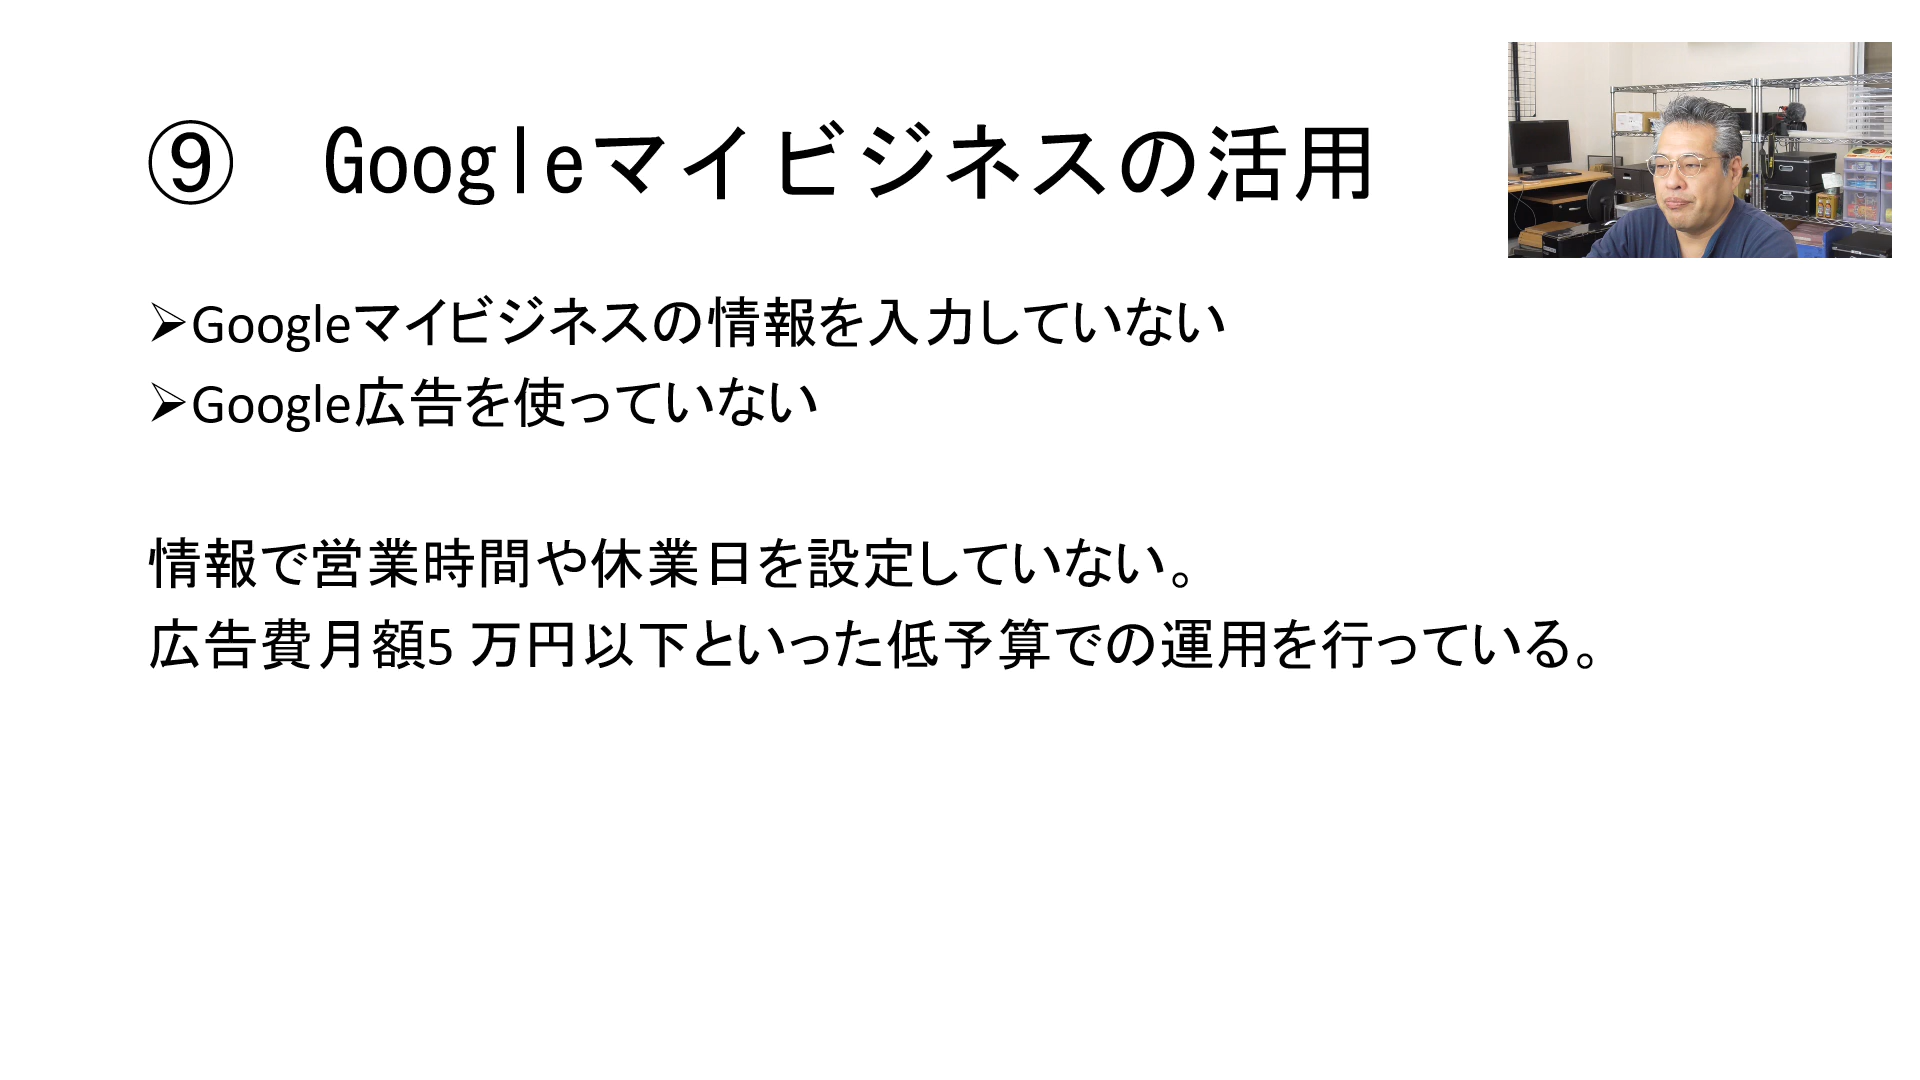 ⑨　Googleマイビジネスの活用
➢Googleマイビジネスの情報を入力していない
➢Google広告を使っていない
情報で営業時間や休業日を設定していない。
広告費月額5 万円以下といった低予算での運用を行っている。